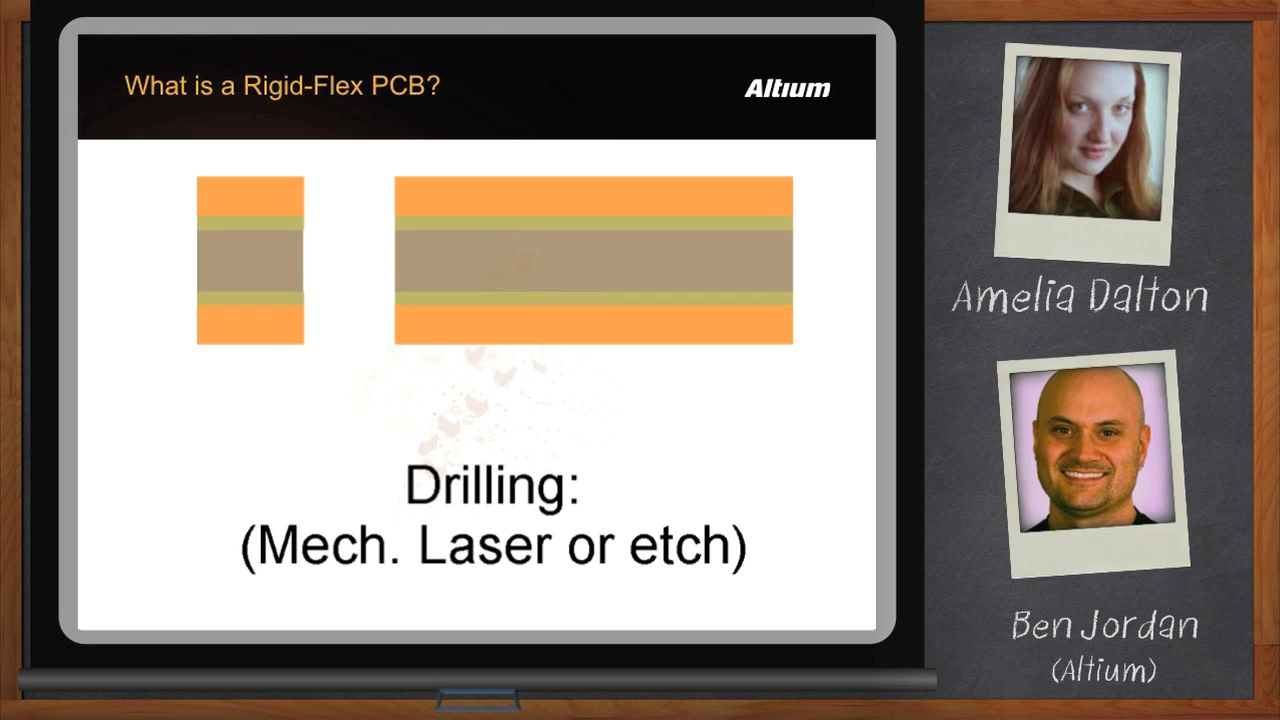 What is a Rigid-Flex PCB?
Altium
Drilling:
(Mech. Laser or etch)
Amelia Dalton
Ben Jordan
(Altium)